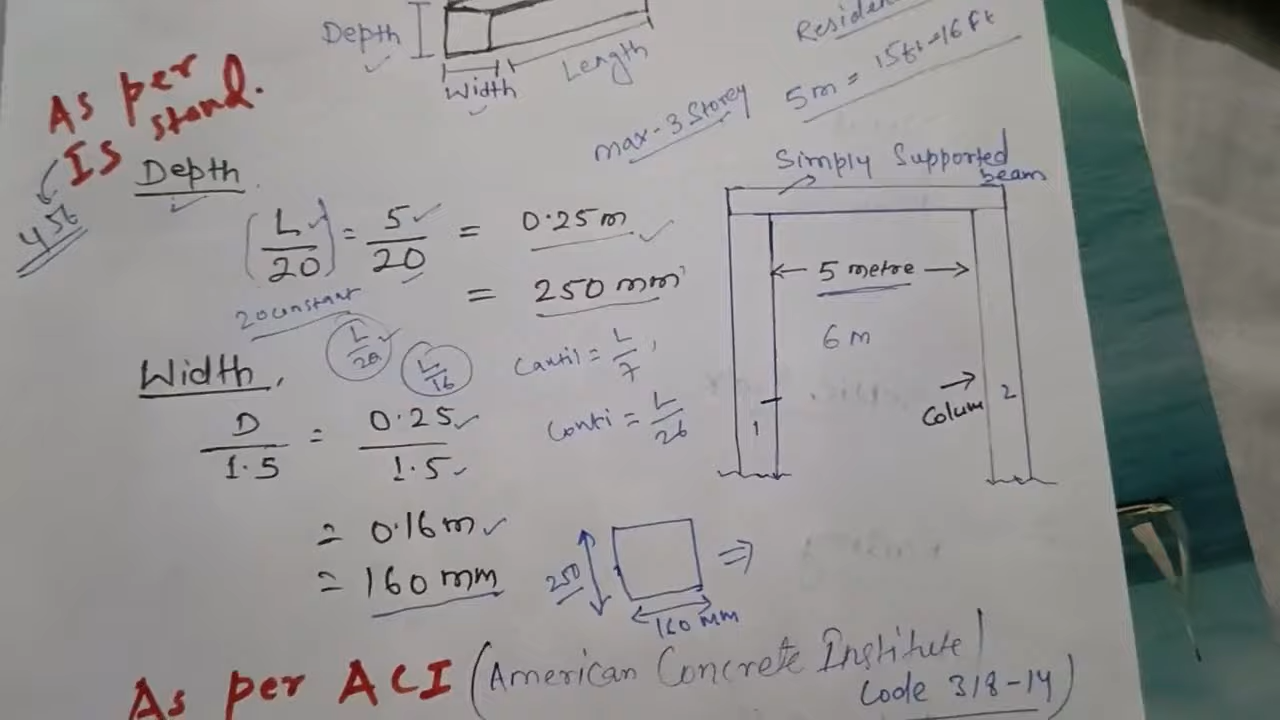 Depth
Width
Length
Residen
5m = 15ft-16ft
max-3 Storey
As per
IS stand.
456
Depth
L/20 = 5/20 = 0.25m
= 250 mm
20 constant
L/20
L/16
Cantil = L/7
Conti = L/26
Width,
D/1.5 = 0.25/1.5
= 0.16m
= 160 mm
250
160 mm
Simply Supported
beam
5 metre
6 m
Colum
1
2
As per ACI (American Concrete Institute
Code 318-14)